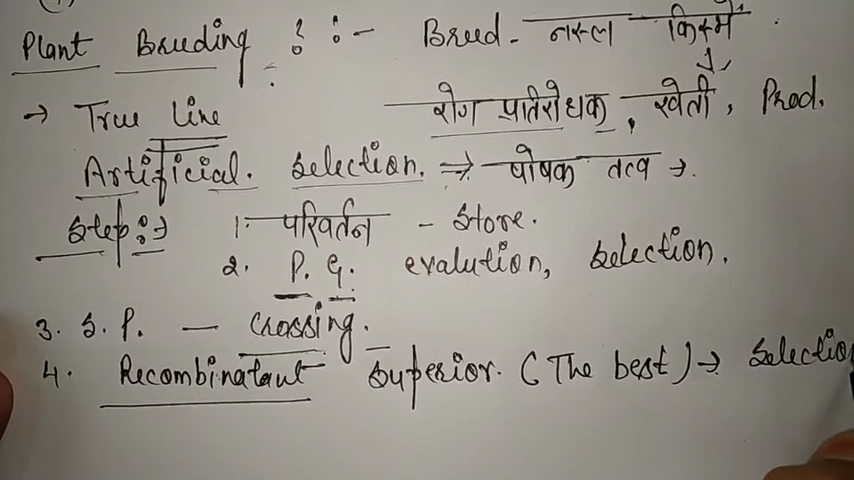 Plant Breeding : :- Breed - नस्ल किस्में
→ True Line रोग प्रतिरोधक, खेती, Prod.
Artificial. Selection. ⇒ पोषक तत्व →.
Step :→ 1. परिवर्तन - Store.
2. P. G. evalution, Selection.
3. S. P. — Crossing.
4. Recombinatant Superior. (The best) → Selection